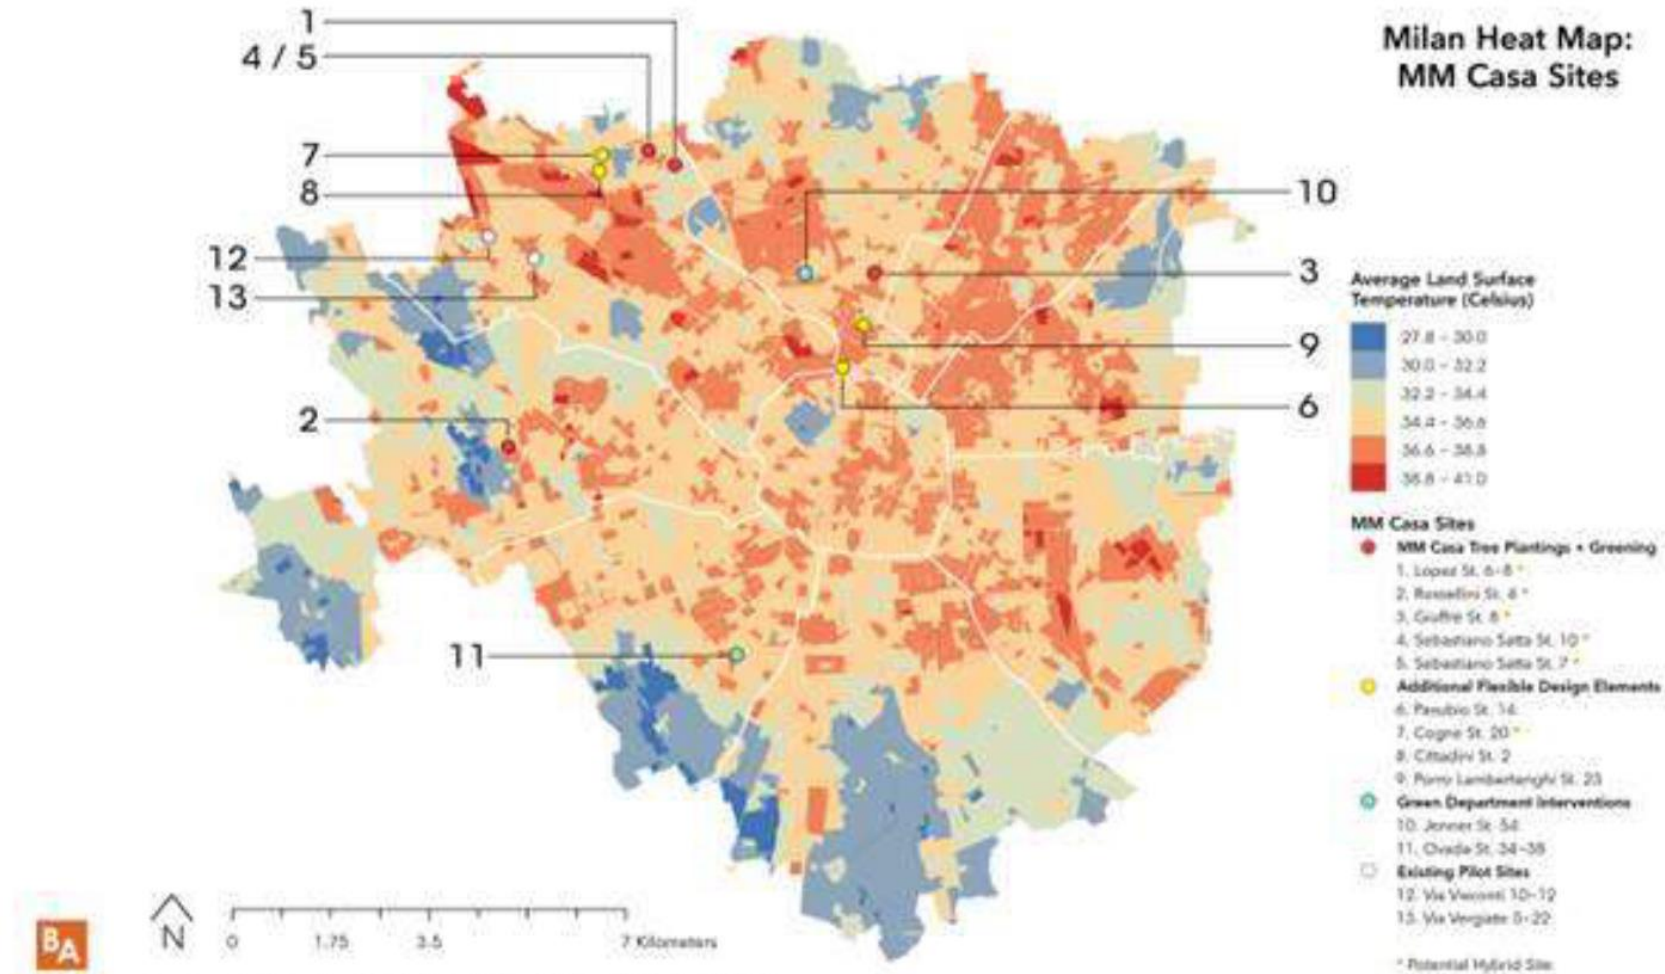 Milan Heat Map:
MM Casa Sites
1
4 / 5
7
8
12
13
2
11
10
3
9
6
Average Land Surface
Temperature (Celsius)
27.8 - 30.0
30.0 - 32.2
32.2 - 34.4
34.4 - 36.6
36.6 - 38.8
38.8 - 41.0
MM Casa Sites
MM Casa Tree Plantings + Greening
1. Lopez St. 6-8 *
2. Rossellini St. 4 *
3. Giuffre St. 8 *
4. Sebastiano Satta St. 10 *
5. Sebastiano Satta St. 7 *
Additional Flexible Design Elements
6. Pasubio St. 14
7. Cogne St. 20 *
8. Cittadini St. 2
9. Porro Lambertenghi St. 23
Green Department Interventions
10. Jenner St. 54
11. Ovada St. 34-38
Existing Pilot Sites
12. Via Visconti 10-12
13. Via Vergiate 5-22
* Potential Hybrid Site
BA
N
0 1.75 3.5 7 Kilometers